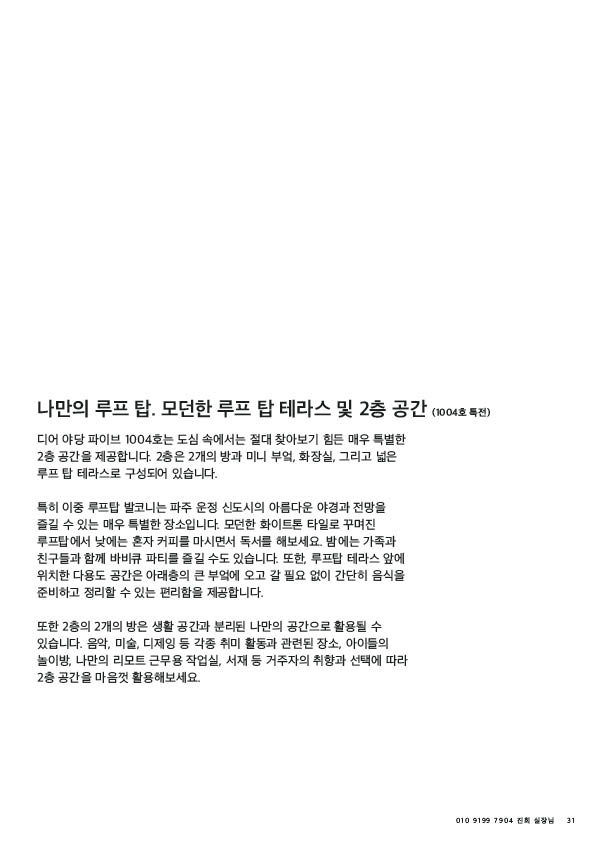 나만의 루프 탑. 모던한 루프 탑 테라스 및 2층 공간 (1004호 특전)
디어 야당 파이브 1004호는 도심 속에서는 절대 찾아보기 힘든 매우 특별한
2층 공간을 제공합니다. 2층은 2개의 방과 미니 부엌, 화장실, 그리고 넓은
루프 탑 테라스로 구성되어 있습니다.
특히 이중 루프탑 발코니는 파주 운정 신도시의 아름다운 야경과 전망을
즐길 수 있는 매우 특별한 장소입니다. 모던한 화이트톤 타일로 꾸며진
루프탑에서 낮에는 혼자 커피를 마시면서 독서를 해보세요. 밤에는 가족과
친구들과 함께 바비큐 파티를 즐길 수도 있습니다. 또한, 루프탑 테라스 앞에
위치한 다용도 공간은 아래층의 큰 부엌에 오고 갈 필요 없이 간단히 음식을
준비하고 정리할 수 있는 편리함을 제공합니다.
또한 2층의 2개의 방은 생활 공간과 분리된 나만의 공간으로 활용될 수
있습니다. 음악, 미술, 디제잉 등 각종 취미 활동과 관련된 장소, 아이들의
놀이방, 나만의 리모트 근무용 작업실, 서재 등 거주자의 취향과 선택에 따라
2층 공간을 마음껏 활용해보세요.
010 9199 7904 진희 실장님 31